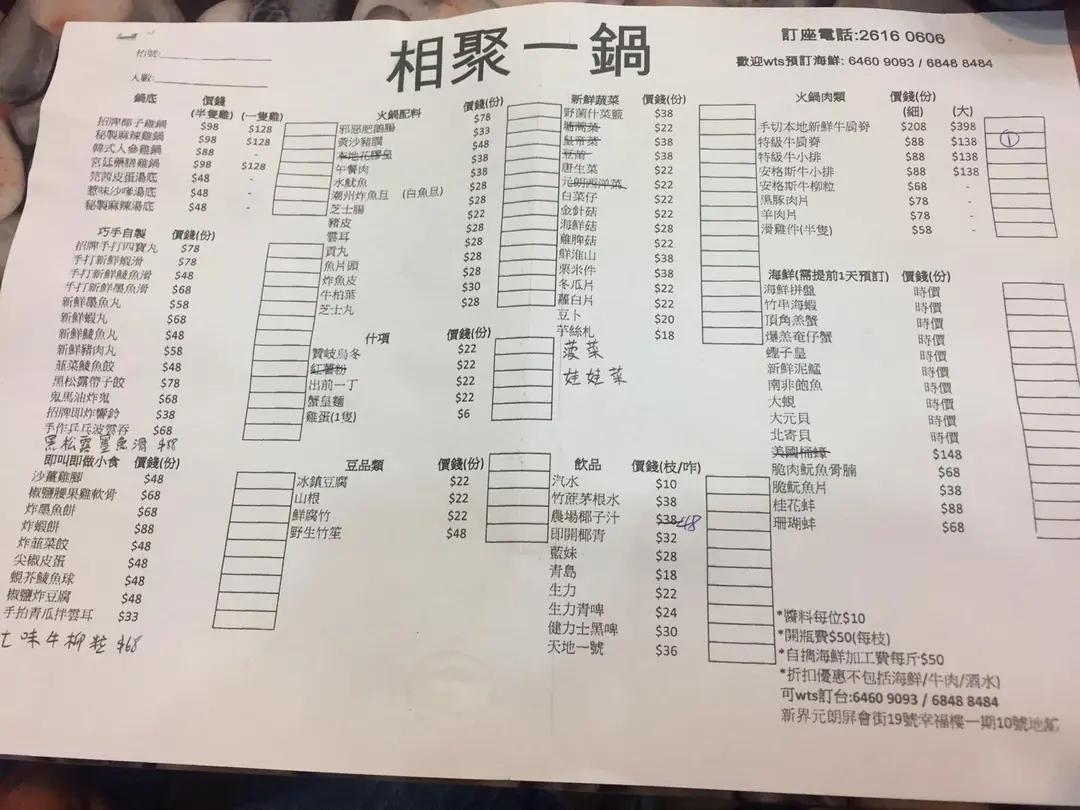 相聚一鍋
訂座電話:2616 0606
歡迎wts預訂海鮮: 6460 9093 / 6848 8484
枱號:
人數:
鍋底 價錢
(半隻雞) (一隻雞)
招牌椰子雞鍋 $98 $128
秘製麻辣雞鍋 $98 $128
韓式人參雞鍋 $88 -
宮廷藥膳雞鍋 $98 $128
芫茜皮蛋湯底 $48 -
惹味沙嗲湯底 $48 -
秘製麻辣湯底 $48 -
巧手自製 價錢(份)
招牌手打四寶丸 $78
手打新鮮蝦滑 $78
手打新鮮鯪魚滑 $48
手打新鮮墨魚滑 $68
新鮮墨魚丸 $58
新鮮蝦丸 $68
新鮮鯪魚丸 $48
新鮮豬肉丸 $58
韮菜鯪魚餃 $48
黑松露帶子餃 $78
鬼馬油炸鬼 $68
招牌即炸響鈴 $38
手作乒乓波雲吞 $68
黑松露墨魚滑 $88
即叫即做小食 價錢(份)
沙薑雞腳 $48
椒鹽腰果雞軟骨 $68
炸墨魚餅 $68
炸蝦餅 $88
炸韮菜餃 $48
尖椒皮蛋 $48
蜆芥鯪魚球 $48
椒鹽炸豆腐 $48
手拍青瓜拌雲耳 $33
七味牛柳粒 $68
火鍋配料 價錢(份)
邪惡肥鵝腸 $78
黃沙豬膶 $33
本地花膠皇 $48
午餐肉 $38
水魷魚 $38
潮州炸魚旦 (白魚旦) $28
芝士腸 $22
豬皮 $28
雲耳 $28
貢丸 $28
魚片頭 $28
炸魚皮 $30
牛柏葉 $28
芝士丸
什項 價錢(份)
贊岐烏冬 $22
紅薯粉 $22
出前一丁 $22
蟹皇麵 $22
雞蛋(1隻) $6
豆品類 價錢(份)
冰鎮豆腐 $22
山根 $22
鮮腐竹 $22
野生竹笙 $48
新鮮蔬菜 價錢(份)
野菌什菜籃 $38
塘蒿菜 $22
皇帝菜 $38
豆苗 $38
唐生菜 $22
元朗西洋菜 $22
白菜仔 $22
金針菇 $22
海鮮菇 $28
雞脾菇 $22
鮮淮山 $38
粟米件 $38
冬瓜片 $22
蘿白片 $22
豆卜 $20
芋絲札 $18
菠菜
娃娃菜
飲品 價錢(枝/咋)
汽水 $10
竹蔗茅根水 $38
農場椰子汁 $38 48
即開椰青 $32
藍妹 $28
青島 $18
生力 $22
生力青啤 $24
健力士黑啤 $30
天地一號 $36
火鍋肉類 價錢(份)
(細) (大)
手切本地新鮮牛肩脊 $208 $398
特級牛肩脊 $88 $138 1
特級牛小排 $88 $138
安格斯牛小排 $88 $138
安格斯牛柳粒 $68 -
黑豚肉片 $78 -
羊肉片 $78 -
滑雞件(半隻) $58 -
海鮮(需提前1天預訂) 價錢(份)
海鮮拼盤 時價
竹串海蝦 時價
頂角羔蟹 時價
爆羔奄仔蟹 時價
蟶子皇 時價
新鮮泥鯭 時價
南非鮑魚 時價
大蜆 時價
大元貝 時價
北寄貝 時價
美國桶蠔 $148
脆肉鯇魚骨腩 $68
脆鯇魚片 $38
桂花蚌 $88
珊瑚蚌 $68
*醬料每位$10
*開瓶費$50(每枝)
*自攜海鮮加工費每斤$50
*折扣優惠不包括海鮮/牛肉/酒水)
可wts訂台:6460 9093 / 6848 8484
新界元朗屏會街19號幸福樓一期10號地